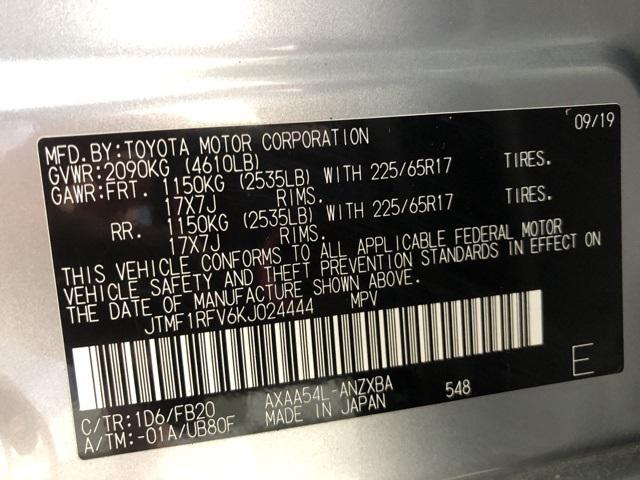 09/19
MFD.BY:TOYOTA MOTOR CORPORATION
GVWR:2090KG (4610LB)
GAWR:FRT. 1150KG (2535LB) WITH 225/65R17 TIRES.
17X7J RIMS.
RR. 1150KG (2535LB) WITH 225/65R17 TIRES.
17X7J RIMS.
THIS VEHICLE CONFORMS TO ALL APPLICABLE FEDERAL MOTOR
VEHICLE SAFETY AND THEFT PREVENTION STANDARDS IN EFFECT ON
THE DATE OF MANUFACTURE SHOWN ABOVE.
JTMF1RFV6KJ024444 MPV
E
C/TR:1D6/FB20 AXAA54L-ANZXBA 548
A/TM:-01A/UB80F MADE IN JAPAN